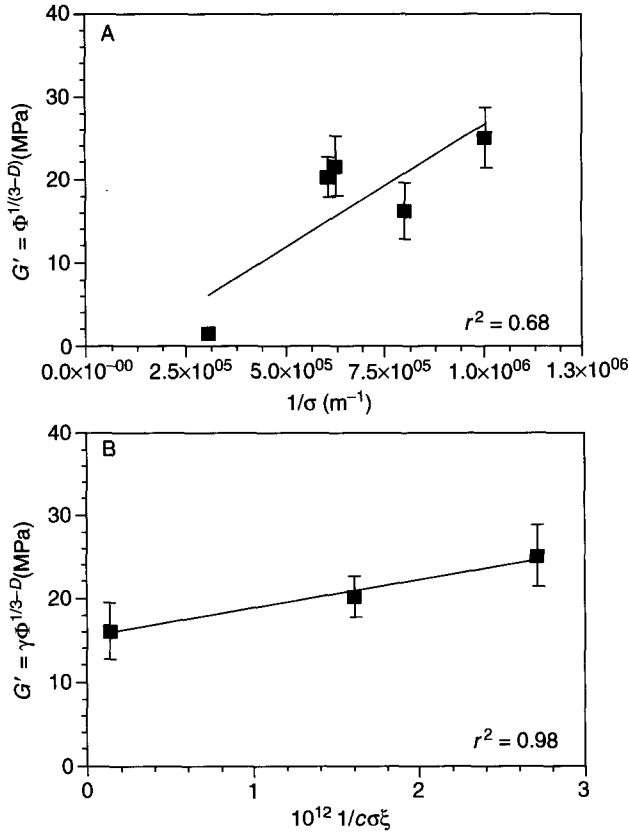 A
40
30
20
10
0
G′ = Φ^1/(3–D)(MPa)
r² = 0.68
0.0×10^–00 2.5×10^05 5.0×10^05 7.5×10^05 1.0×10^06 1.3×10^06
1/σ (m⁻¹)
B
40
30
20
10
0
G′ = γΦ^1/3–D(MPa)
r² = 0.98
0 1 2 3
10¹² 1/cσξ